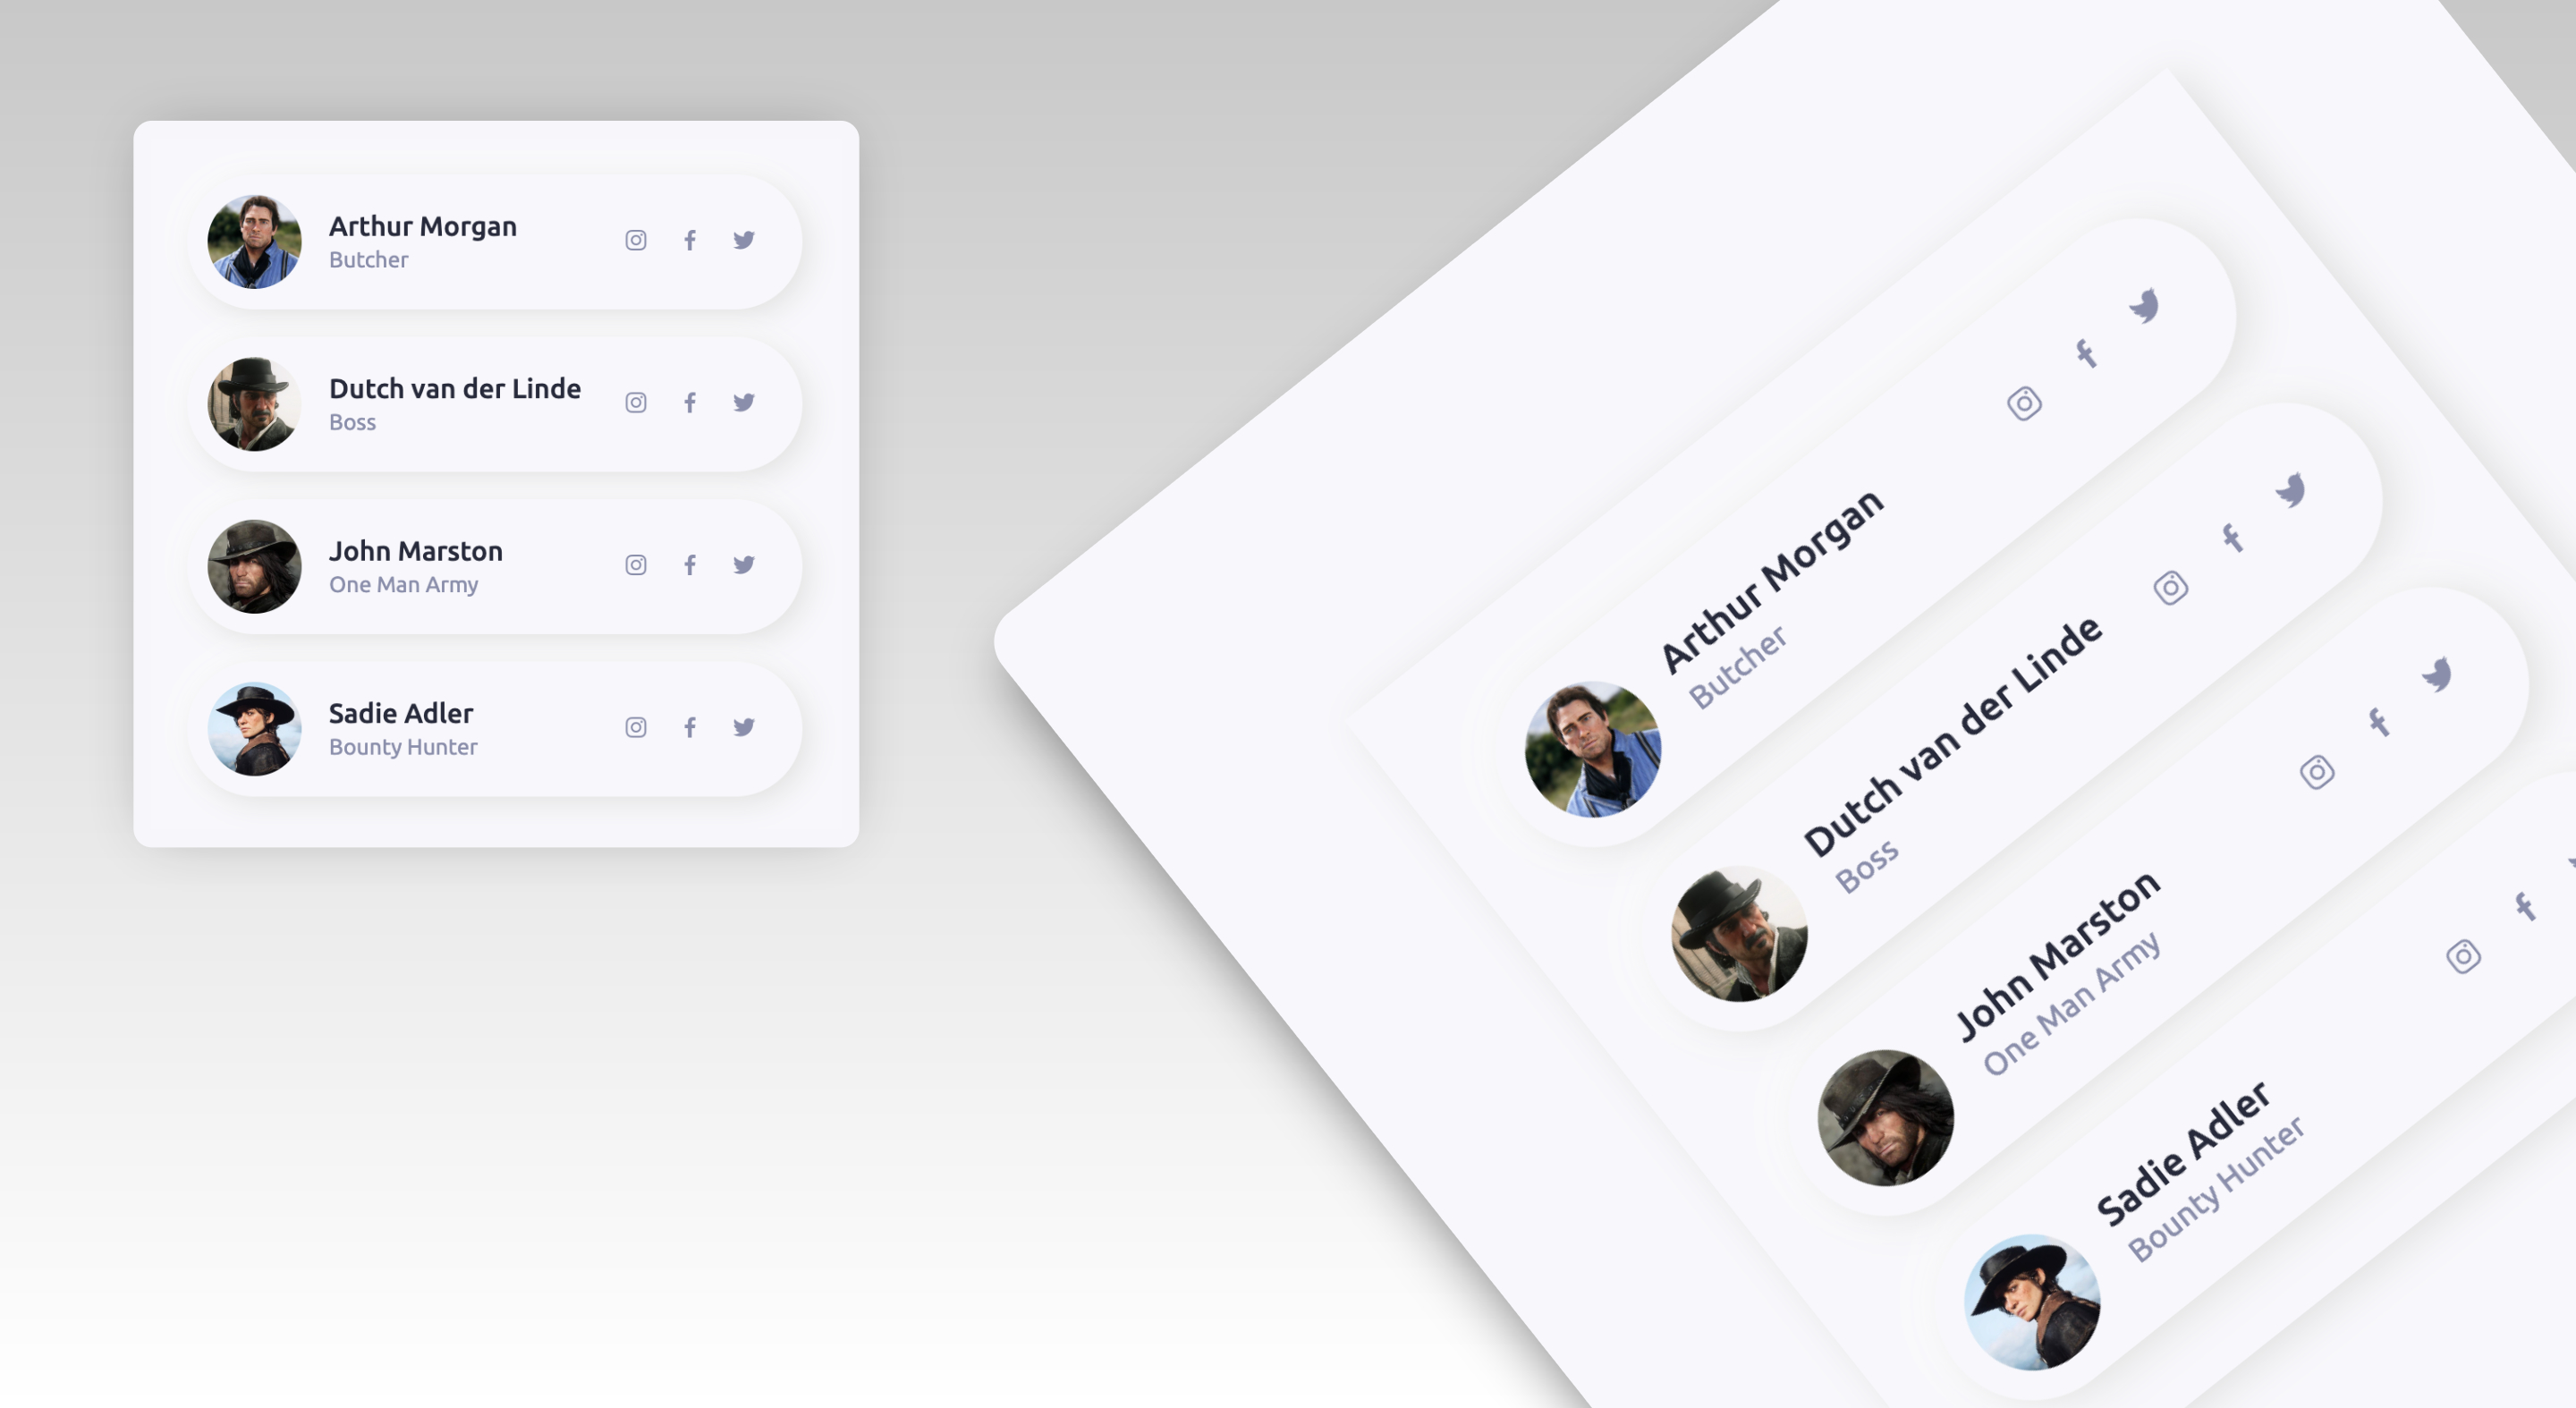 Arthur Morgan
Butcher
Dutch van der Linde
Boss
John Marston
One Man Army
Sadie Adler
Bounty Hunter
Arthur Morgan
Butcher
Dutch van der Linde
Boss
John Marston
One Man Army
Sadie Adler
Bounty Hunter